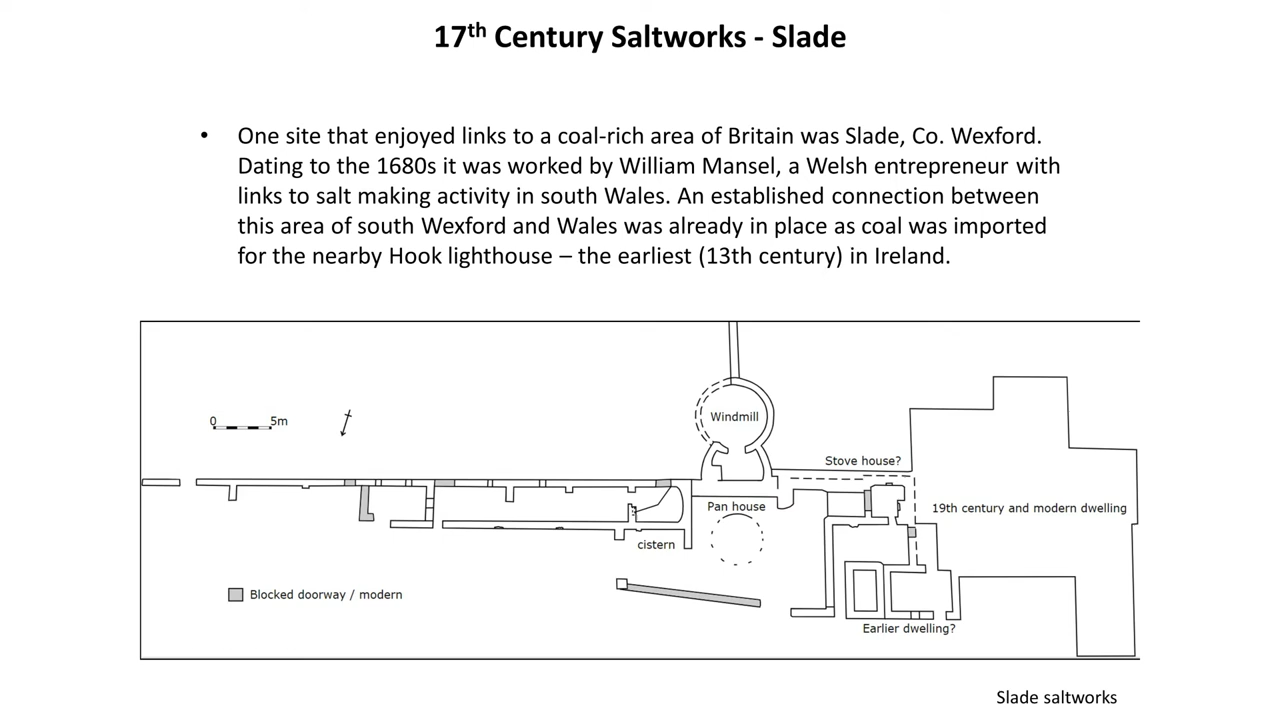 17th Century Saltworks - Slade
• One site that enjoyed links to a coal-rich area of Britain was Slade, Co. Wexford.
Dating to the 1680s it was worked by William Mansel, a Welsh entrepreneur with
links to salt making activity in south Wales. An established connection between
this area of south Wexford and Wales was already in place as coal was imported
for the nearby Hook lighthouse – the earliest (13th century) in Ireland.
0 5m
Windmill
Stove house?
Pan house
19th century and modern dwelling
cistern
Blocked doorway / modern
Earlier dwelling?
Slade saltworks